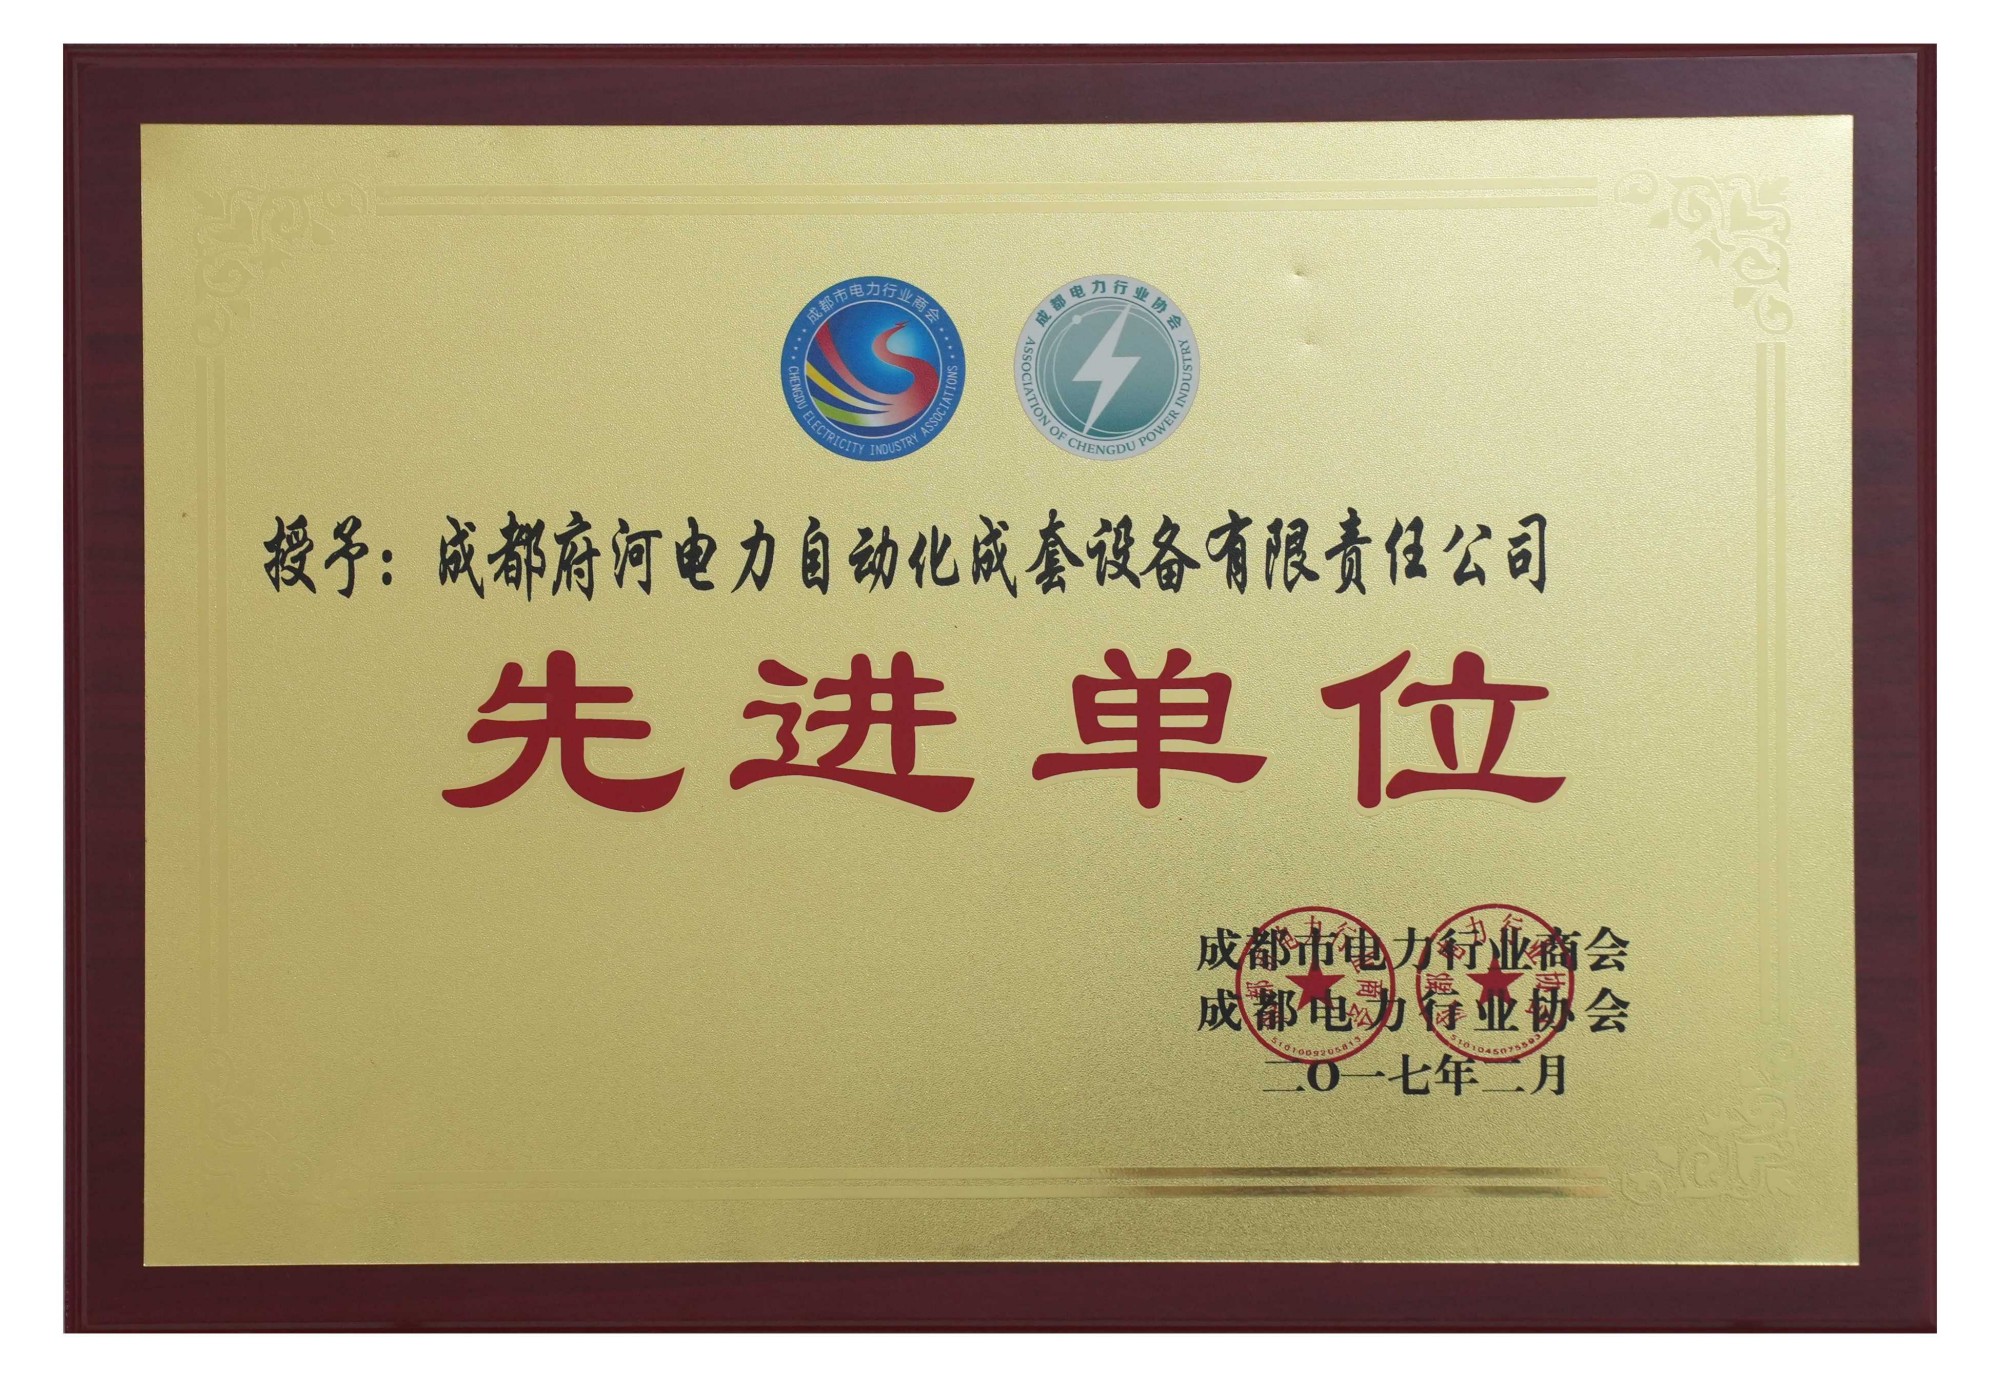 成都市电力行业商会
CHENGDU ELECTRICITY INDUSTRY ASSOCIATIONS
成都电力行业协会
ASSOCIATION OF CHENGDU POWER INDUSTRY
授予：成都府河电力自动化成套设备有限责任公司
先进单位
成都市电力行业商会
成都电力行业协会
二O一七年二月
5101009205813
5101045075593